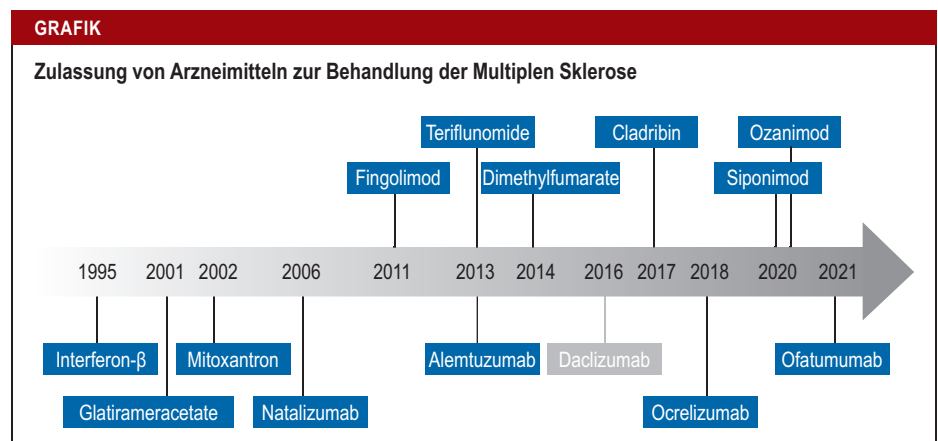 GRAFIK
Zulassung von Arzneimitteln zur Behandlung der Multiplen Sklerose
Teriflunomide Cladribin Ozanimod
Fingolimod Dimethylfumarate Siponimod
1995 2001 2002 2006 2011 2013 2014 2016 2017 2018 2020 2021
Interferon-β Mitoxantron Alemtuzumab Daclizumab Ofatumumab
Glatirameracetate Natalizumab Ocrelizumab